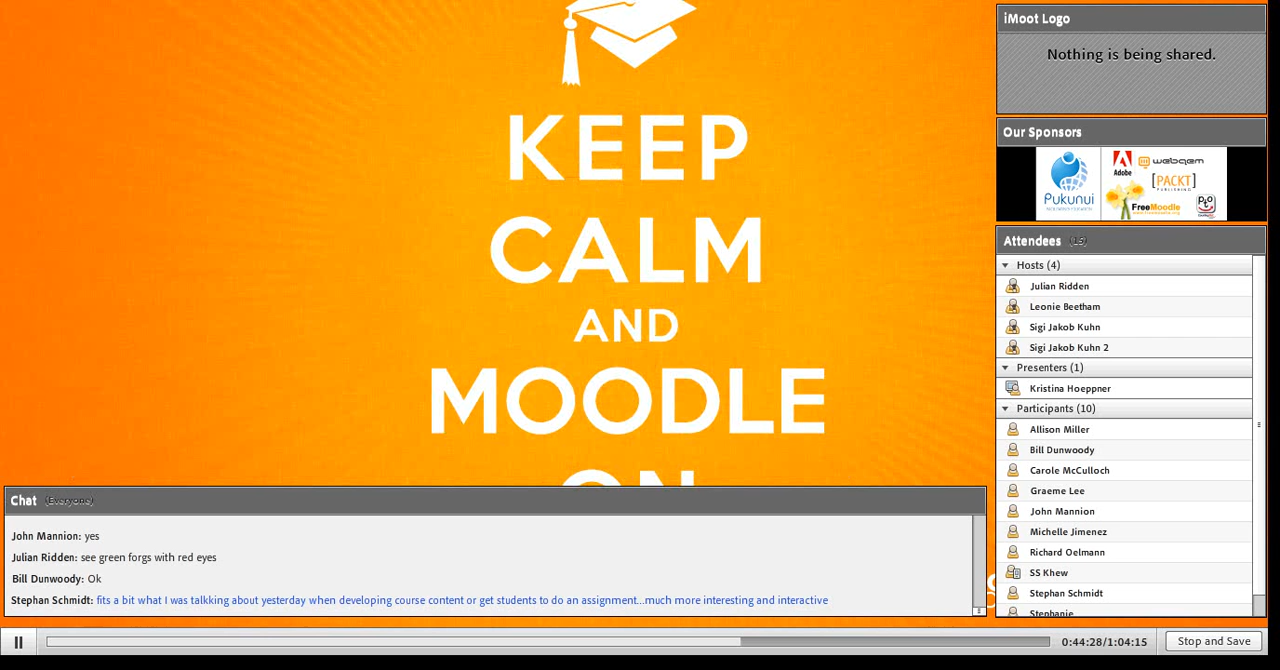 KEEP
CALM
AND
MOODLE
ON
Chat (Everyone)
John Mannion: yes
Julian Ridden: see green forgs with red eyes
Bill Dunwoody: Ok
Stephan Schmidt: fits a bit what I was talkking about yesterday when developing course content or get students to do an assignment...much more interesting and interactive
iMoot Logo
Nothing is being shared.
Our Sponsors
Pukunui
Adobe
webqem
[PACKT]
PUBLISHING
FreeMoodle
Attendees (15)
Hosts (4)
Julian Ridden
Leonie Beetham
Sigi Jakob Kuhn
Sigi Jakob Kuhn 2
Presenters (1)
Kristina Hoeppner
Participants (10)
Allison Miller
Bill Dunwoody
Carole McCulloch
Graeme Lee
John Mannion
Michelle Jimenez
Richard Oelmann
SS Khew
Stephan Schmidt
Stephanie
0:44:28/1:04:15
Stop and Save